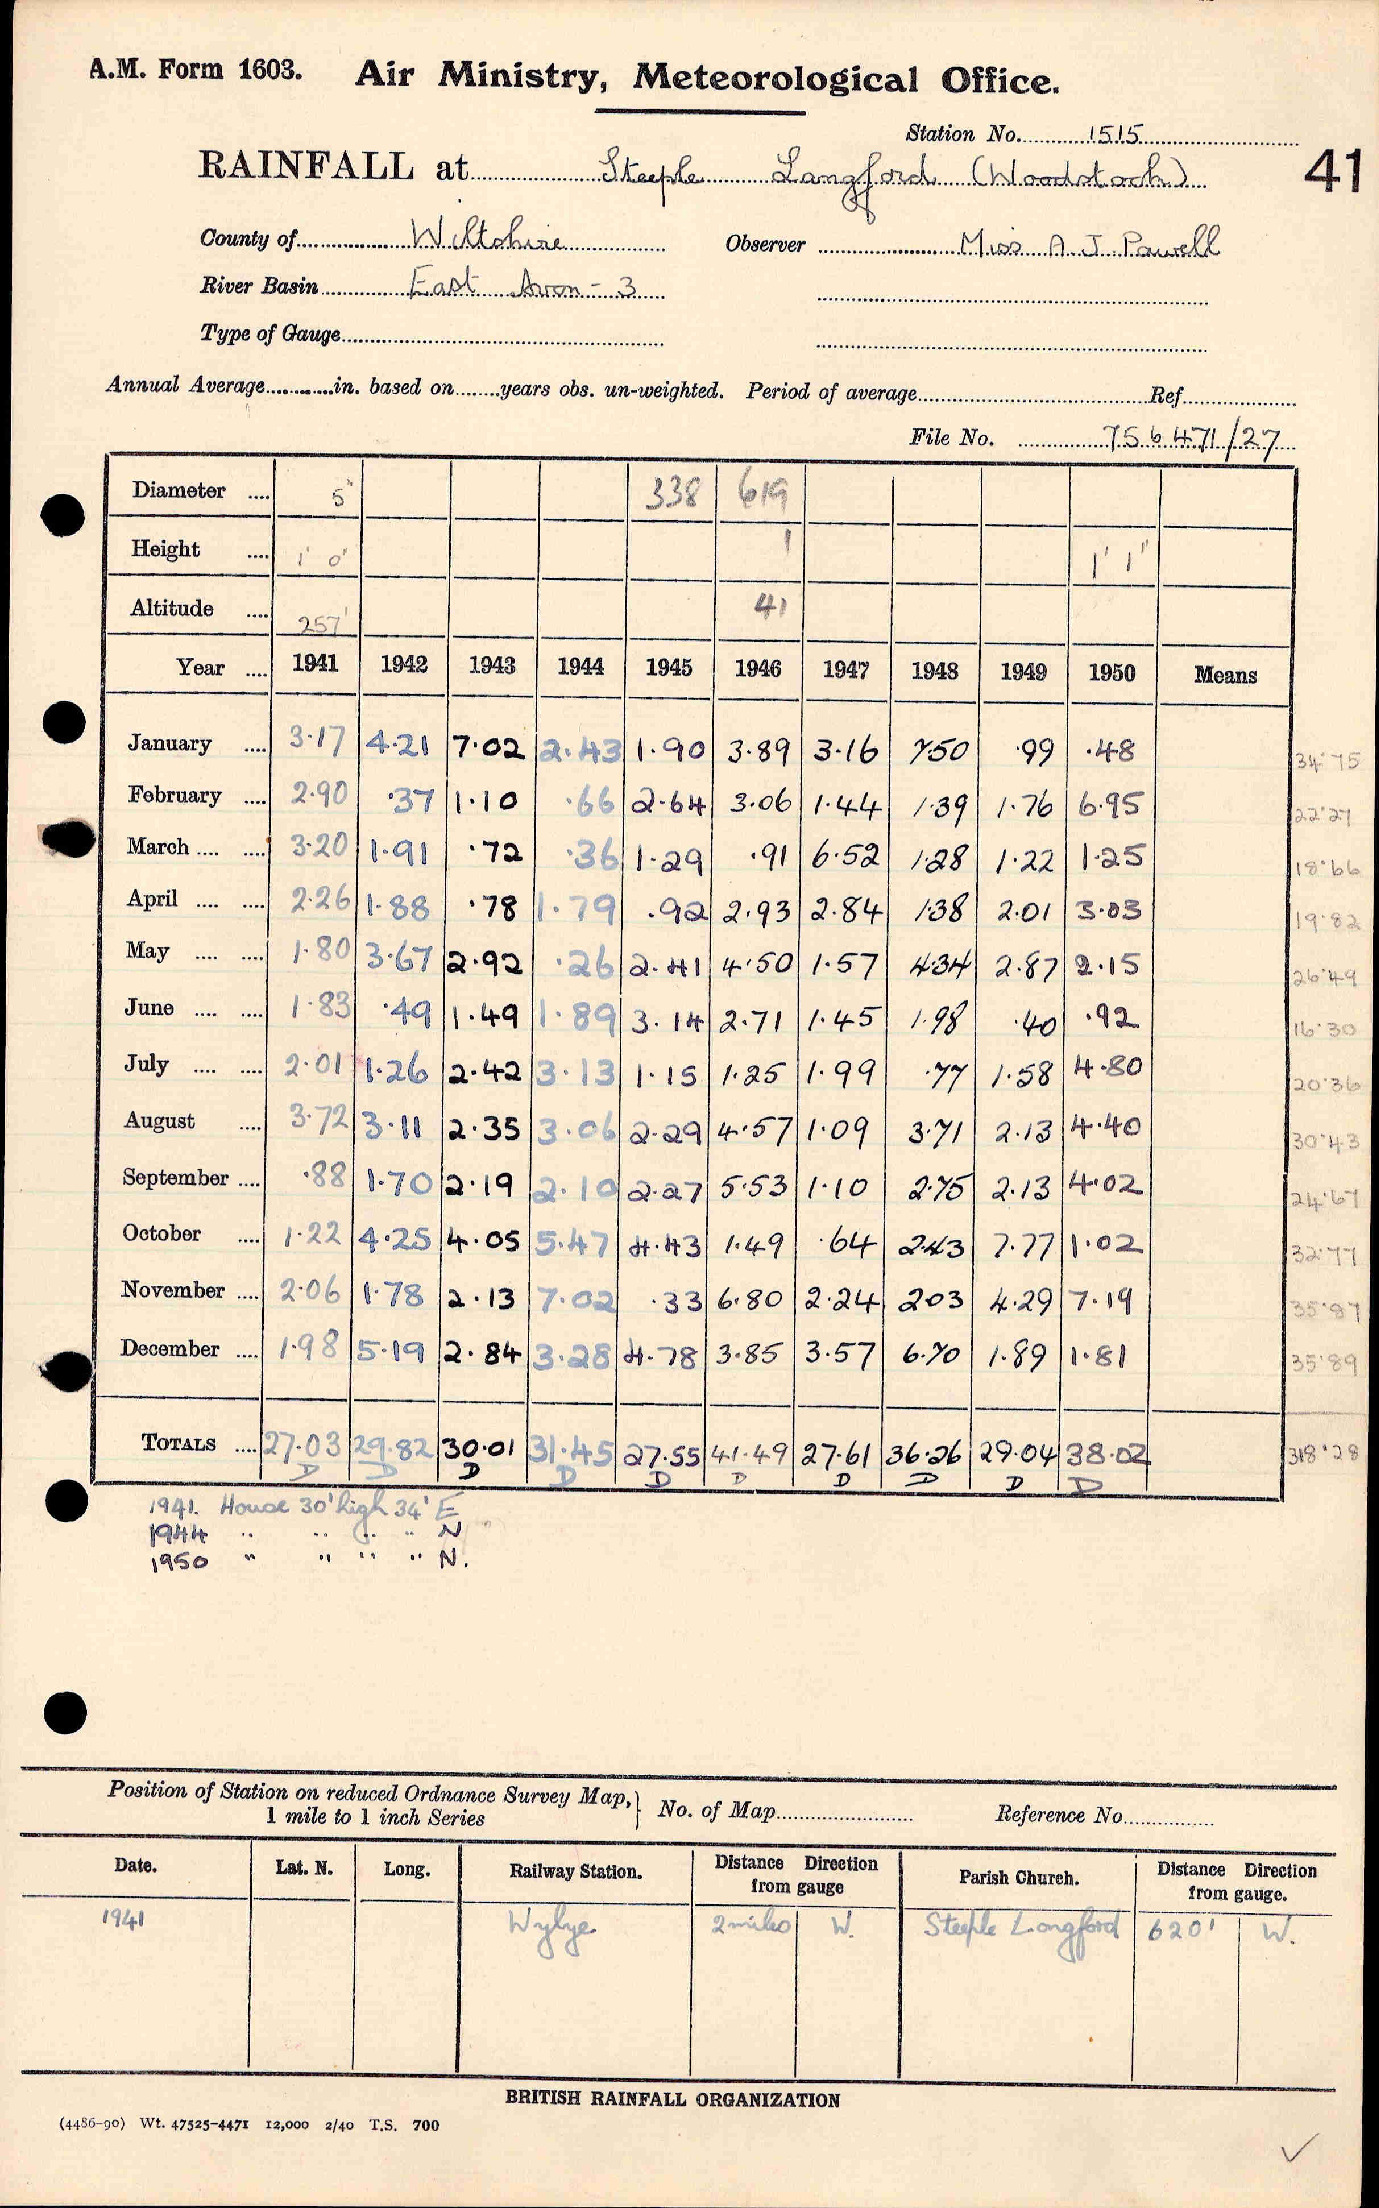 A.M. Form 1603. Air Ministry, Meteorological Office.
Station No. 1515
RAINFALL at Steeple Langford (Woodstock) 41
County of Wiltshire Observer Miss A. J. Powell
River Basin East Avon - 3
Type of Gauge
Annual Average in. based on years obs. un-weighted. Period of average Ref
File No. 756471/27
Diameter 5" 338 619
Height 1' 0" 1 1' 1"
Altitude 257' 41
Year 1941 1942 1943 1944 1945 1946 1947 1948 1949 1950 Means
January 3.17 4.21 7.02 2.43 1.90 3.89 3.16 7.50 .99 .48 34.75
February 2.90 .37 1.10 .66 2.64 3.06 1.44 1.39 1.76 6.95 22.27
March 3.20 1.91 .72 .36 1.29 .91 6.52 1.28 1.22 1.25 18.66
April 2.26 1.88 .78 1.79 .92 2.93 2.84 1.38 2.01 3.03 19.82
May 1.80 3.67 2.92 .26 2.41 4.50 1.57 4.34 2.87 2.15 26.49
June 1.83 .49 1.49 1.89 3.14 2.71 1.45 1.98 .40 .92 16.30
July 2.01 1.26 2.42 3.13 1.15 1.25 1.99 .77 1.58 4.80 20.36
August 3.72 3.11 2.35 3.06 2.29 4.57 1.09 3.71 2.13 4.40 30.43
September .88 1.70 2.19 2.10 2.27 5.53 1.10 2.75 2.13 4.02 24.67
October 1.22 4.25 4.05 5.47 4.43 1.49 .64 2.43 7.77 1.02 32.77
November 2.06 1.78 2.13 7.02 .33 6.80 2.24 2.03 4.29 7.19 35.87
December 1.98 5.19 2.84 3.28 4.78 3.85 3.57 6.70 1.89 1.81 35.89
TOTALS 27.03 29.82 30.01 31.45 27.55 41.49 27.61 36.26 29.04 38.02 318.28
D D D D D D D D D D
1941. House 30' high 34' E
1944 " " " " N
1950 " " " " N.
Position of Station on reduced Ordnance Survey Map, 1 mile to 1 inch Series } No. of Map Reference No.
Date. Lat. N. Long. Railway Station. Distance Direction from gauge Parish Church. Distance Direction from gauge.
1941 Wylye 2 miles W. Steeple Langford 620' W.
BRITISH RAINFALL ORGANIZATION
(4486-90) Wt. 47525-4471 12,000 2/40 T.S. 700